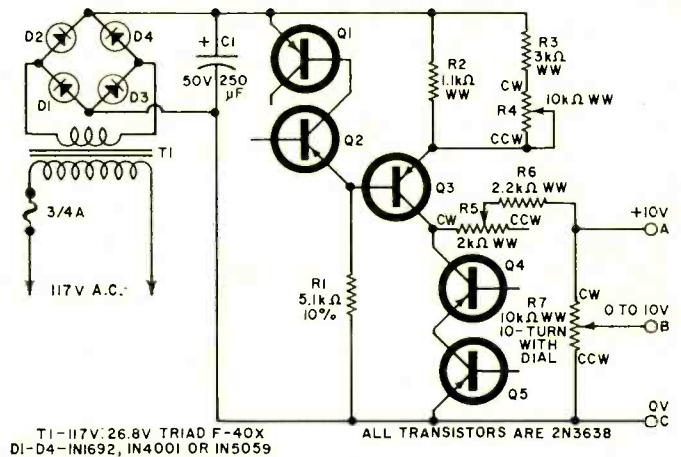 D2
D4
D1
D3
T1
3/4A
117V A.C.
+
C1
50V 250
μF
Q1
Q2
R1
5.1kΩ
10%
R2
1.1kΩ
WW
R3
3kΩ
WW
CW
R4
10kΩ WW
CCW
Q3
R6
2.2kΩ WW
R5
CW
CCW
2kΩ WW
+10V
A
Q4
R7
10kΩ WW
10-TURN
WITH
DIAL
CW
CCW
0 TO 10V
B
Q5
0V
C
T1-117V:26.8V TRIAD F-40X
D1-D4-1N1692, 1N4001 OR 1N5059
ALL TRANSISTORS ARE 2N3638